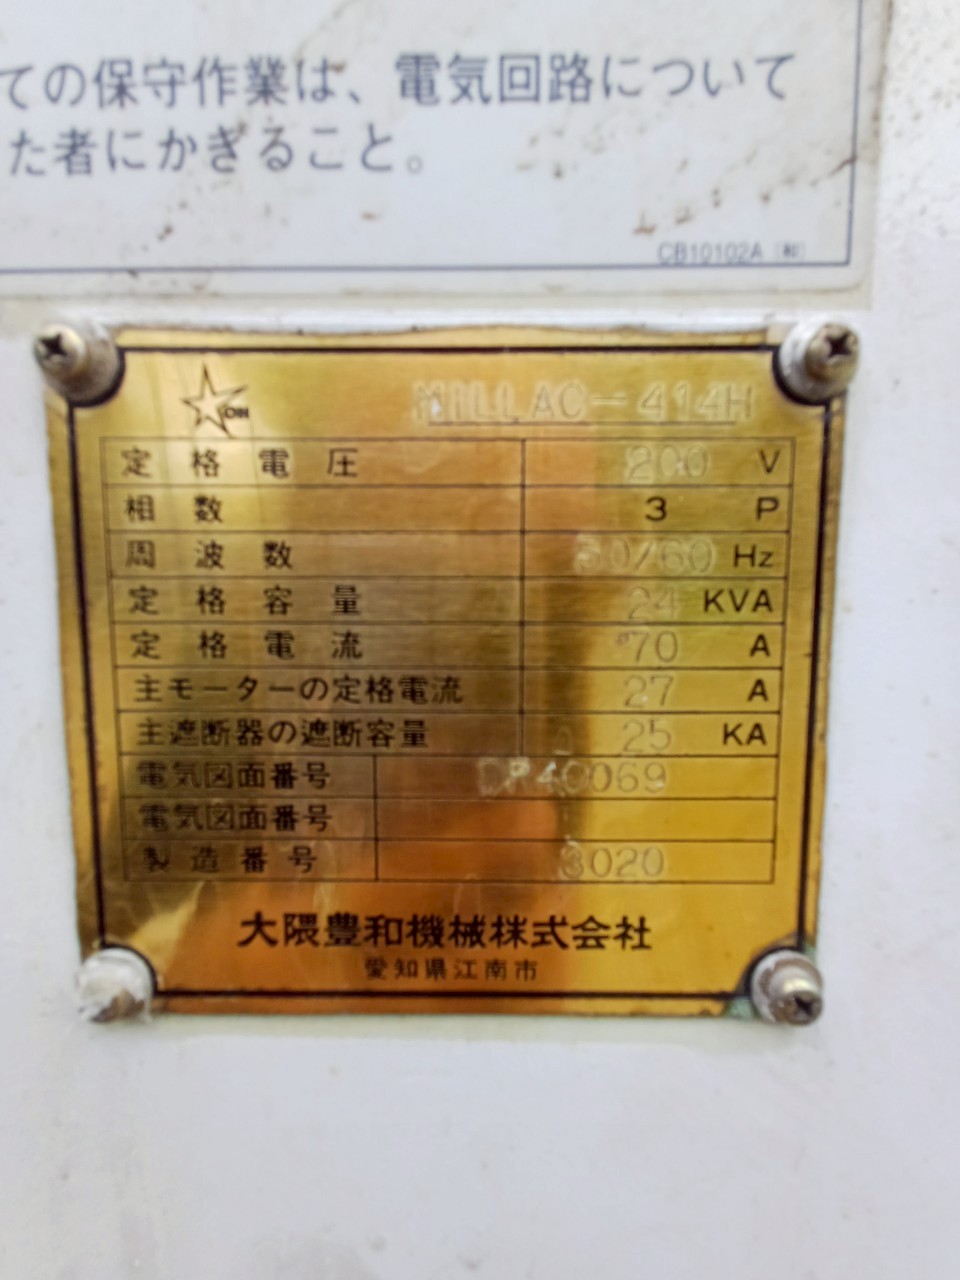 ての保守作業は、電気回路について
た者にかぎること。
CB10102A (和)
OH
MILLAC-414H
定格電圧 200 V
相数 3 P
周波数 50/60 Hz
定格容量 24 KVA
定格電流 70 A
主モーターの定格電流 27 A
主遮断器の遮断容量 25 KA
電気図面番号 DR40069
電気図面番号
製造番号 3020
大隈豊和機械株式会社
愛知県江南市